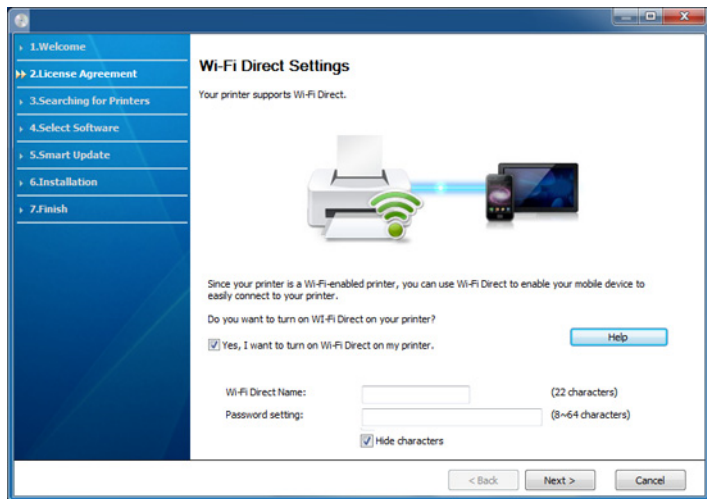 1.Welcome
2.License Agreement
3.Searching for Printers
4.Select Software
5.Smart Update
6.Installation
7.Finish
Wi-Fi Direct Settings
Your printer supports Wi-Fi Direct.
Since your printer is a Wi-Fi-enabled printer, you can use Wi-Fi Direct to enable your mobile device to
easily connect to your printer.
Do you want to turn on WI-Fi Direct on your printer?
Yes, I want to turn on Wi-Fi Direct on my printer.
Help
Wi-Fi Direct Name: (22 characters)
Password setting: (8~64 characters)
Hide characters
< Back Next > Cancel